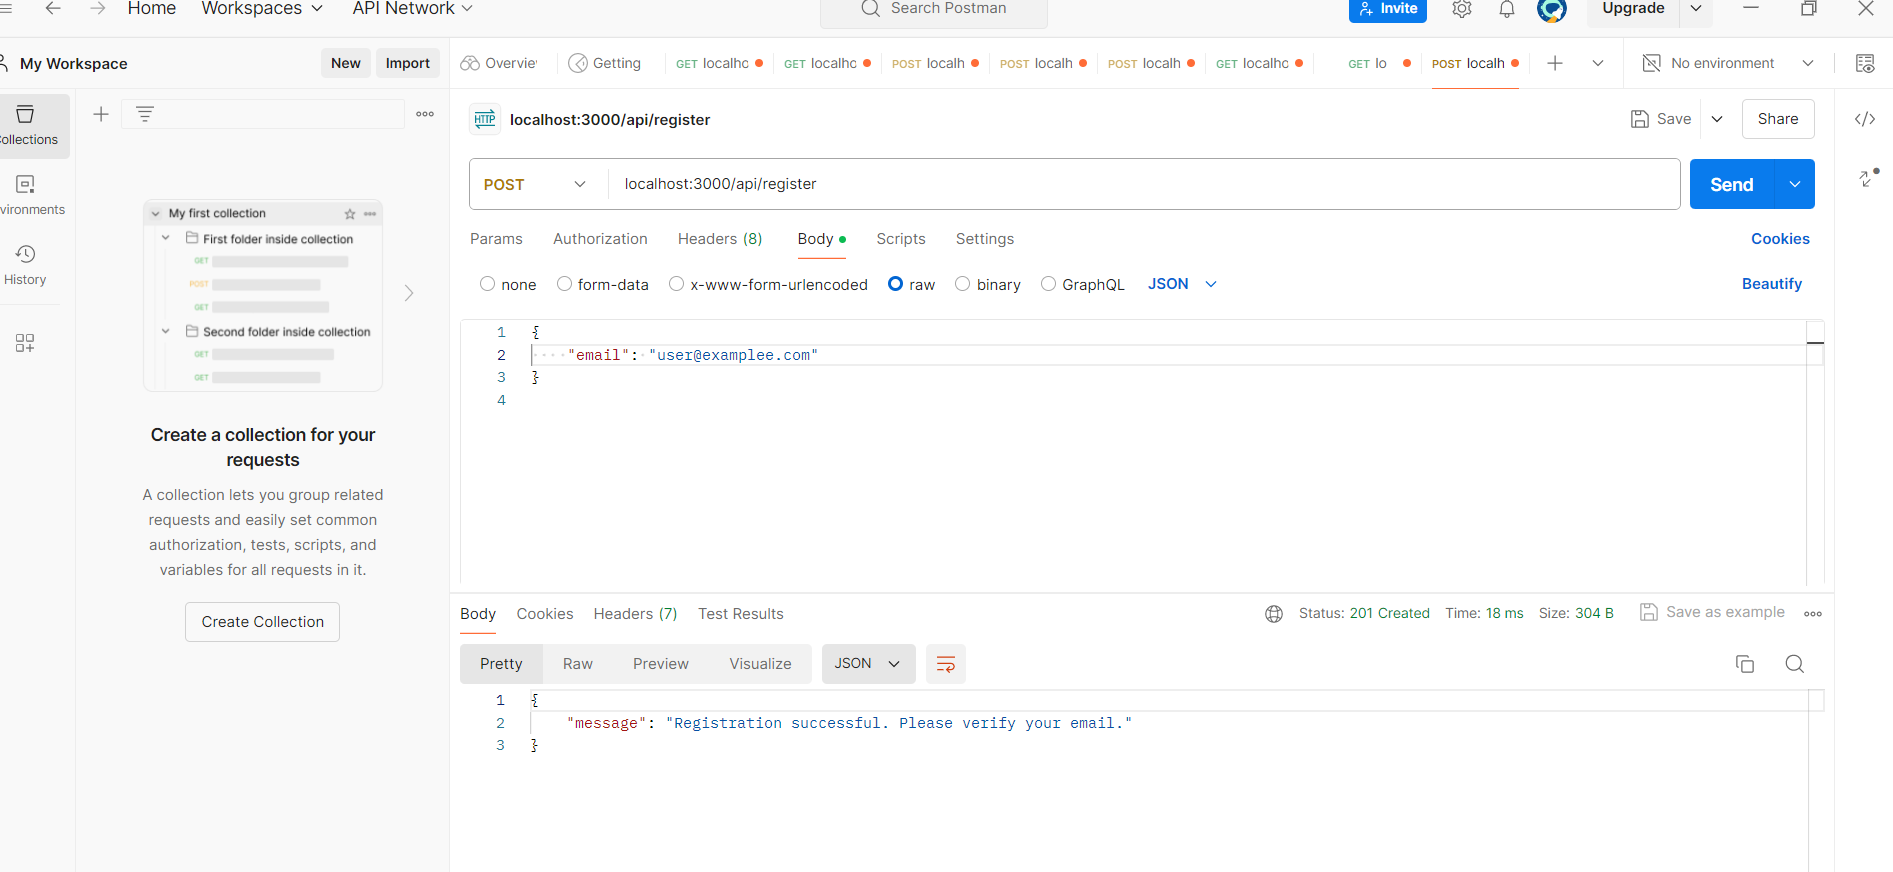 Home Workspaces API Network Search Postman Invite Upgrade
My Workspace New Import Overvie Getting GET localhc GET localhc POST localh POST localh POST localh GET localhc GET lo POST localh No environment
ollections
vironments
History
My first collection
First folder inside collection
GET
POST
GET
Second folder inside collection
GET
GET
Create a collection for your
requests
A collection lets you group related
requests and easily set common
authorization, tests, scripts, and
variables for all requests in it.
Create Collection
HTTP localhost:3000/api/register Save Share
POST localhost:3000/api/register Send
Params Authorization Headers (8) Body Scripts Settings Cookies
none form-data x-www-form-urlencoded raw binary GraphQL JSON Beautify
1 {
2 "email": "user@examplee.com"
3 }
4
Body Cookies Headers (7) Test Results Status: 201 Created Time: 18 ms Size: 304 B Save as example
Pretty Raw Preview Visualize JSON
1 {
2 "message": "Registration successful. Please verify your email."
3 }